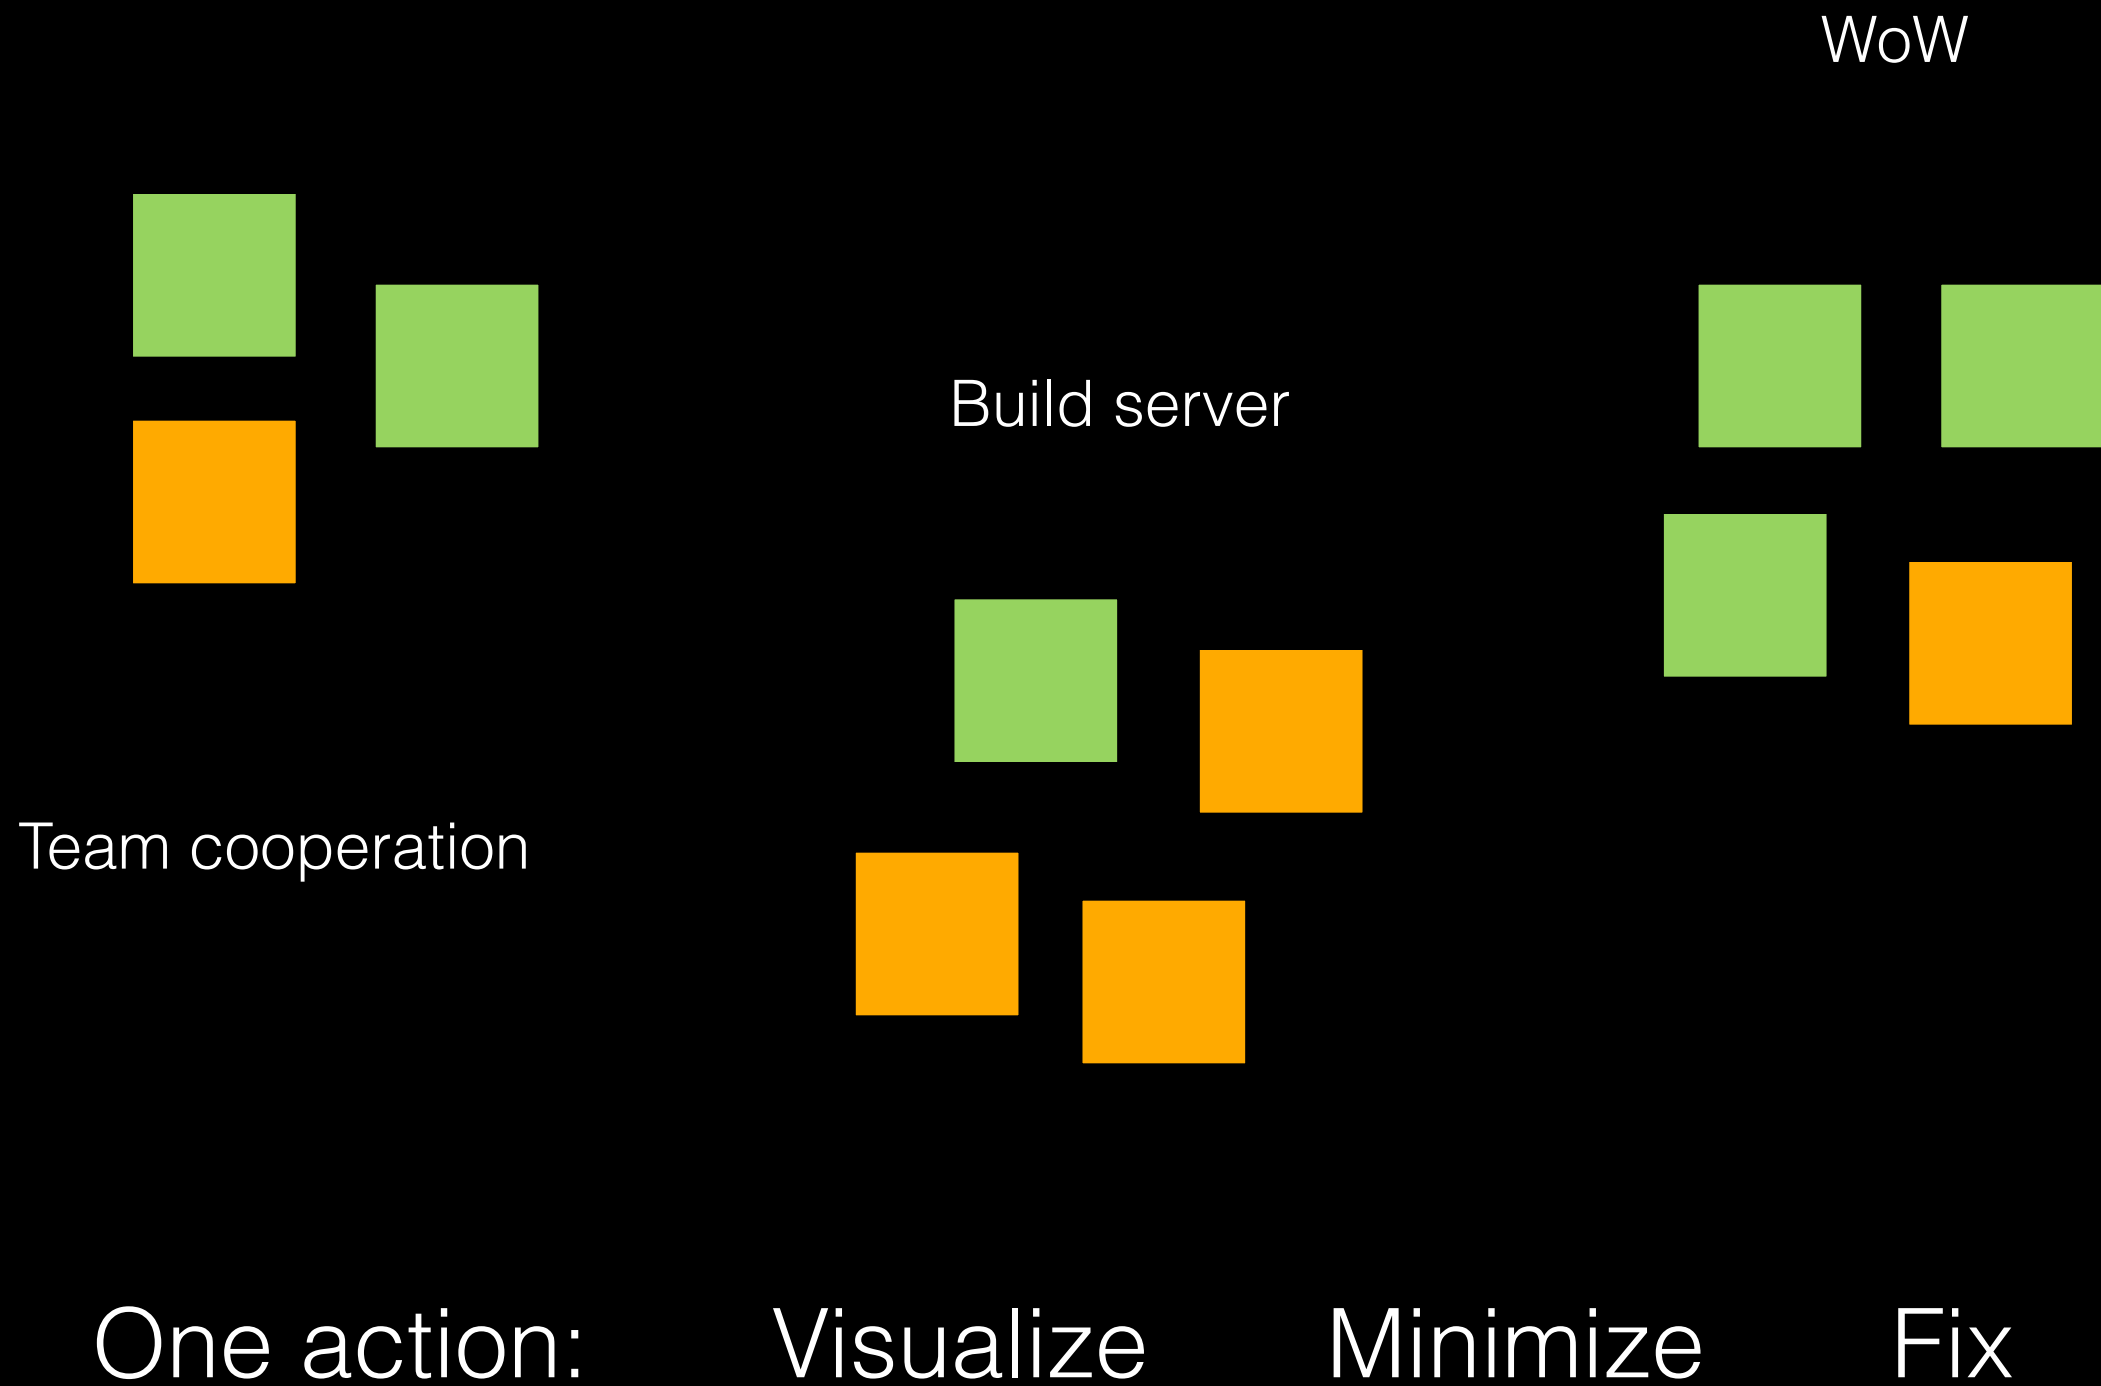 WoW
Build server
Team cooperation
One action: Visualize Minimize Fix